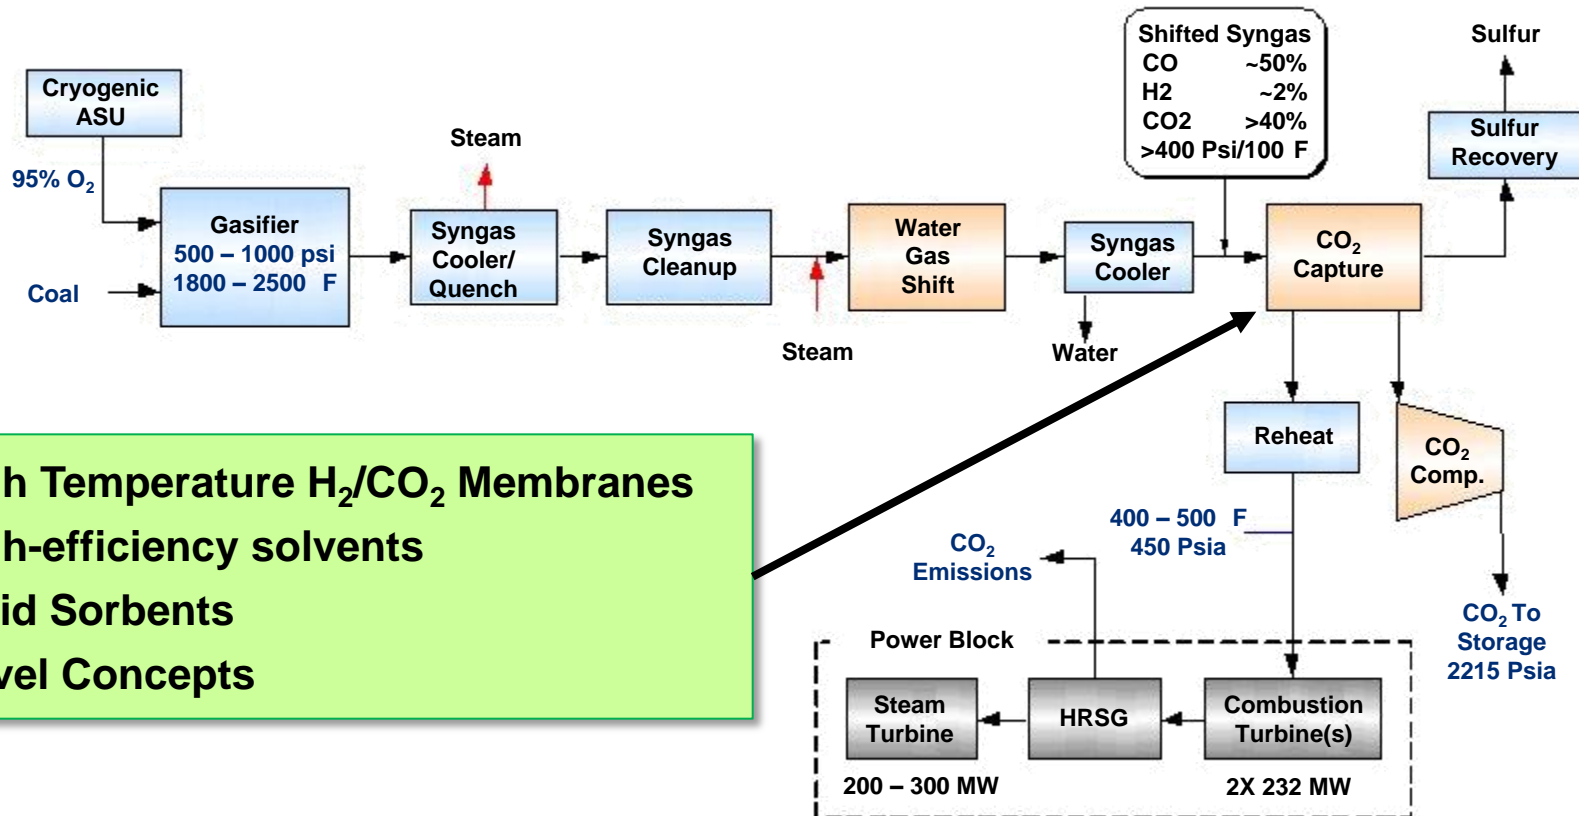 Cryogenic
ASU
95% O₂
Coal
Gasifier
500 – 1000 psi
1800 – 2500 F
Steam
Syngas
Cooler/
Quench
Syngas
Cleanup
Steam
Water
Gas
Shift
Syngas
Cooler
Water
Shifted Syngas
CO ~50%
H2 ~2%
CO2 >40%
>400 Psi/100 F
CO₂
Capture
Sulfur
Sulfur
Recovery
h Temperature H₂/CO₂ Membranes
h-efficiency solvents
id Sorbents
vel Concepts
Reheat
CO₂
Comp.
400 – 500 F
450 Psia
CO₂
Emissions
CO₂ To
Storage
2215 Psia
Power Block
Steam
Turbine
HRSG
Combustion
Turbine(s)
200 – 300 MW
2X 232 MW